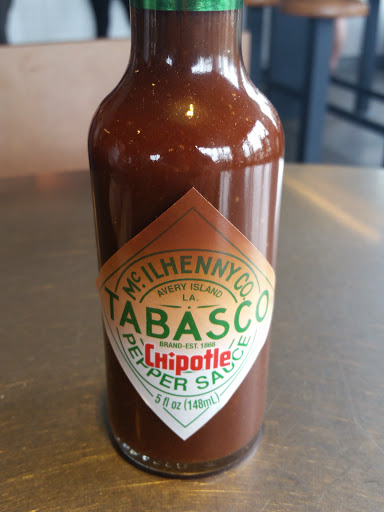 McILHENNY CO.
AVERY ISLAND
LA.
TABASCO
BRAND-EST. 1868
CHiPOtle
PEPPER SAUCE
5 fl oz (148mL)